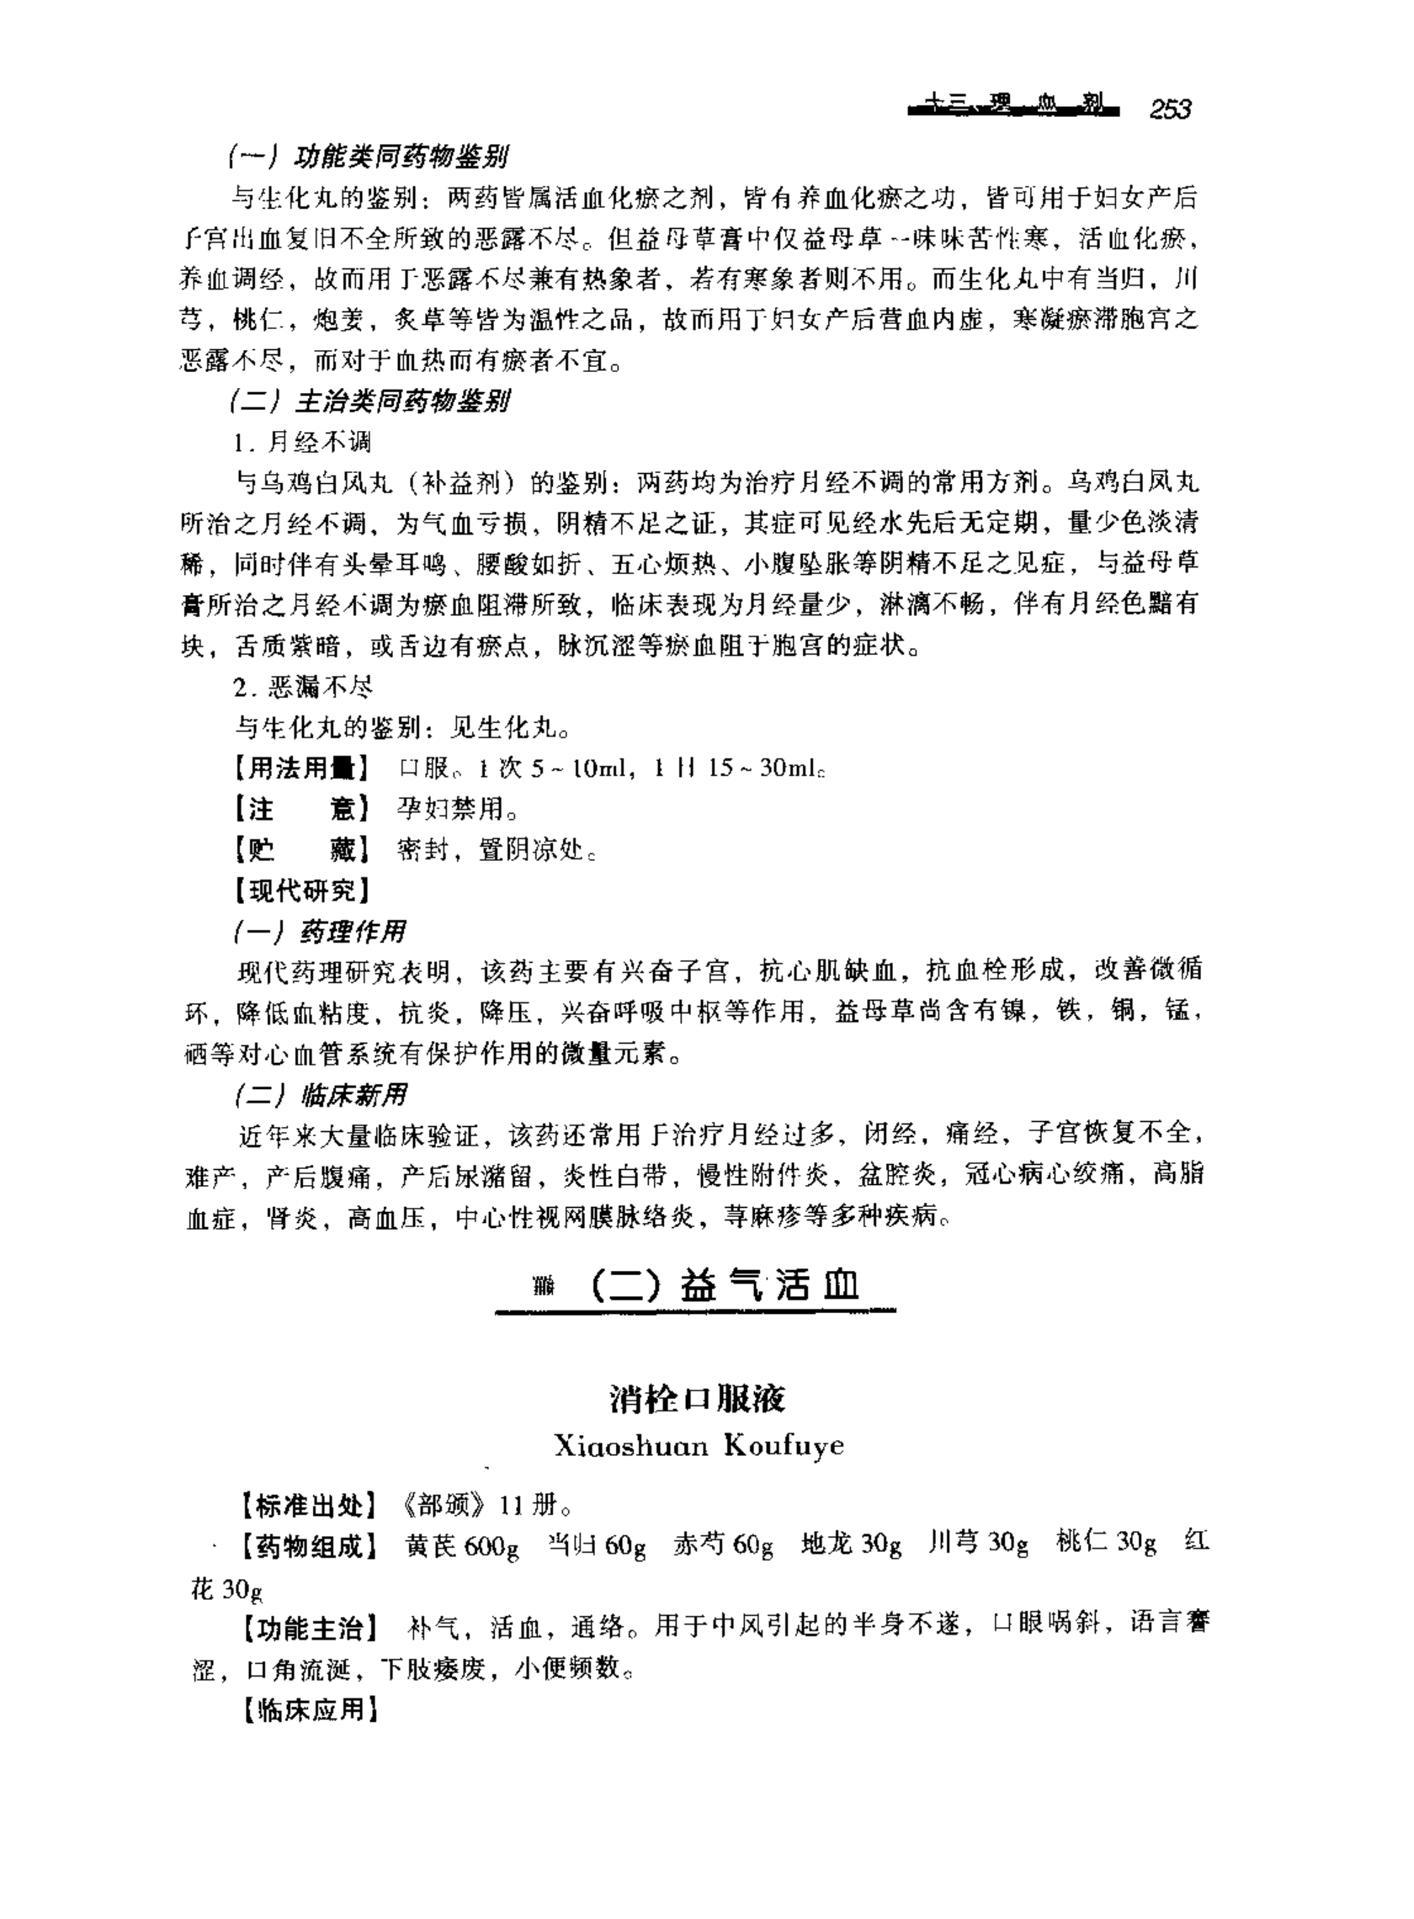 十三、理血剂 253
（一）功能类同药物鉴别
与生化丸的鉴别：两药皆属活血化瘀之剂，皆有养血化瘀之功，皆可用于妇女产后
子宫出血复旧不全所致的恶露不尽。但益母草膏中仅益母草一味味苦性寒，活血化瘀，
养血调经，故而用于恶露不尽兼有热象者，若有寒象者则不用。而生化丸中有当归，川
芎，桃仁，炮姜，炙草等皆为温性之品，故而用于妇女产后营血内虚，寒凝瘀滞胞宫之
恶露不尽，而对于血热而有瘀者不宜。
（二）主治类同药物鉴别
1. 月经不调
与乌鸡白凤丸（补益剂）的鉴别：两药均为治疗月经不调的常用方剂。乌鸡白凤丸
所治之月经不调，为气血亏损，阴精不足之证，其症可见经水先后无定期，量少色淡清
稀，同时伴有头晕耳鸣、腰酸如折、五心烦热、小腹坠胀等阴精不足之见症，与益母草
膏所治之月经不调为瘀血阻滞所致，临床表现为月经量少，淋漓不畅，伴有月经色黯有
块，舌质紫暗，或舌边有瘀点，脉沉涩等瘀血阻于胞宫的症状。
2. 恶漏不尽
与生化丸的鉴别：见生化丸。
【用法用量】 口服。1 次 5～10ml，1 日 15～30ml。
【注　　意】 孕妇禁用。
【贮　　藏】 密封，置阴凉处。
【现代研究】
（一）药理作用
现代药理研究表明，该药主要有兴奋子宫，抗心肌缺血，抗血栓形成，改善微循
环，降低血粘度，抗炎，降压，兴奋呼吸中枢等作用，益母草尚含有镍，铁，铜，锰，
硒等对心血管系统有保护作用的微量元素。
（二）临床新用
近年来大量临床验证，该药还常用于治疗月经过多，闭经，痛经，子宫恢复不全，
难产，产后腹痛，产后尿潴留，炎性白带，慢性附件炎，盆腔炎，冠心病心绞痛，高脂
血症，肾炎，高血压，中心性视网膜脉络炎，荨麻疹等多种疾病。
（二）益气活血
消栓口服液
Xiaoshuan Koufuye
【标准出处】《部颁》11 册。
【药物组成】 黄芪 600g　当归 60g　赤芍 60g　地龙 30g　川芎 30g　桃仁 30g　红
花 30g
【功能主治】 补气，活血，通络。用于中风引起的半身不遂，口眼㖞斜，语言謇
涩，口角流涎，下肢痿废，小便频数。
【临床应用】